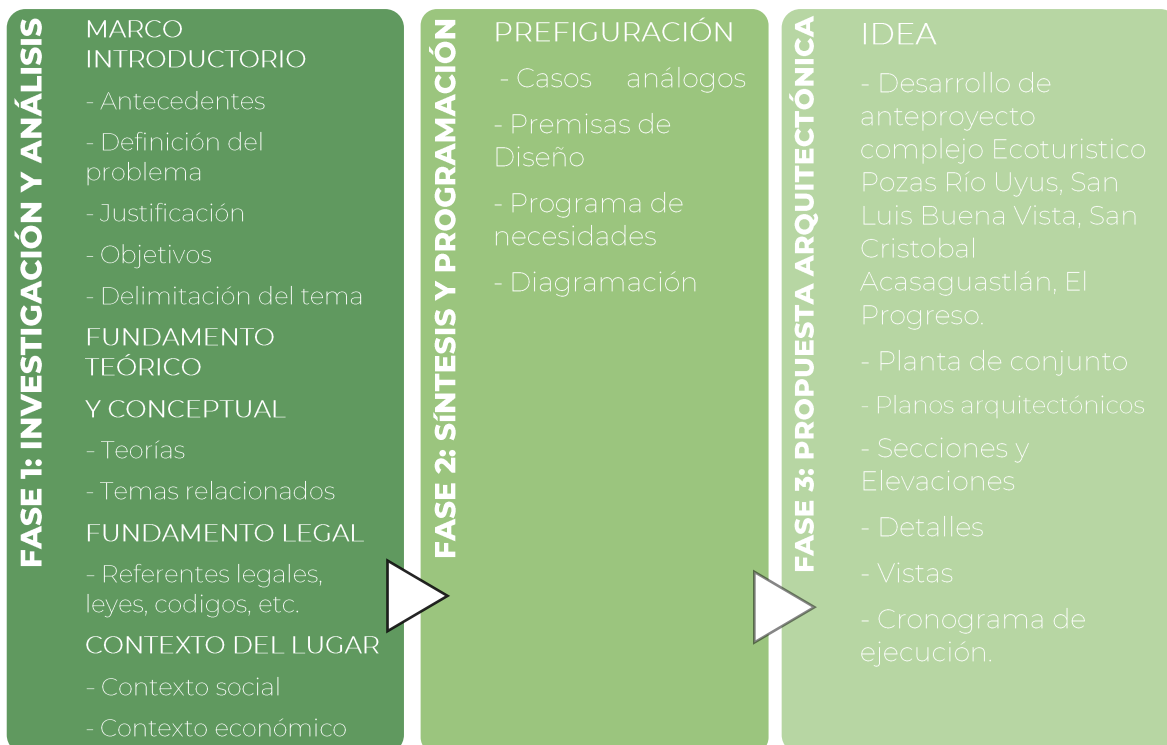 FASE 1: INVESTIGACIÓN Y ANÁLISIS
MARCO
INTRODUCTORIO
- Antecedentes
- Definición del
problema
- Justificación
- Objetivos
- Delimitación del tema
FUNDAMENTO
TEÓRICO
Y CONCEPTUAL
- Teorías
- Temas relacionados
FUNDAMENTO LEGAL
- Referentes legales,
leyes, codigos, etc.
CONTEXTO DEL LUGAR
- Contexto social
- Contexto económico
FASE 2: SÍNTESIS Y PROGRAMACIÓN
PREFIGURACIÓN
- Casos análogos
- Premisas de
Diseño
- Programa de
necesidades
- Diagramación
FASE 3: PROPUESTA ARQUITECTÓNICA
IDEA
- Desarrollo de
anteproyecto
complejo Ecoturistico
Pozas Río Uyus, San
Luis Buena Vista, San
Cristobal
Acasaguastlán, El
Progreso.
- Planta de conjunto
- Planos arquitectónicos
- Secciones y
Elevaciones
- Detalles
- Vistas
- Cronograma de
ejecución.